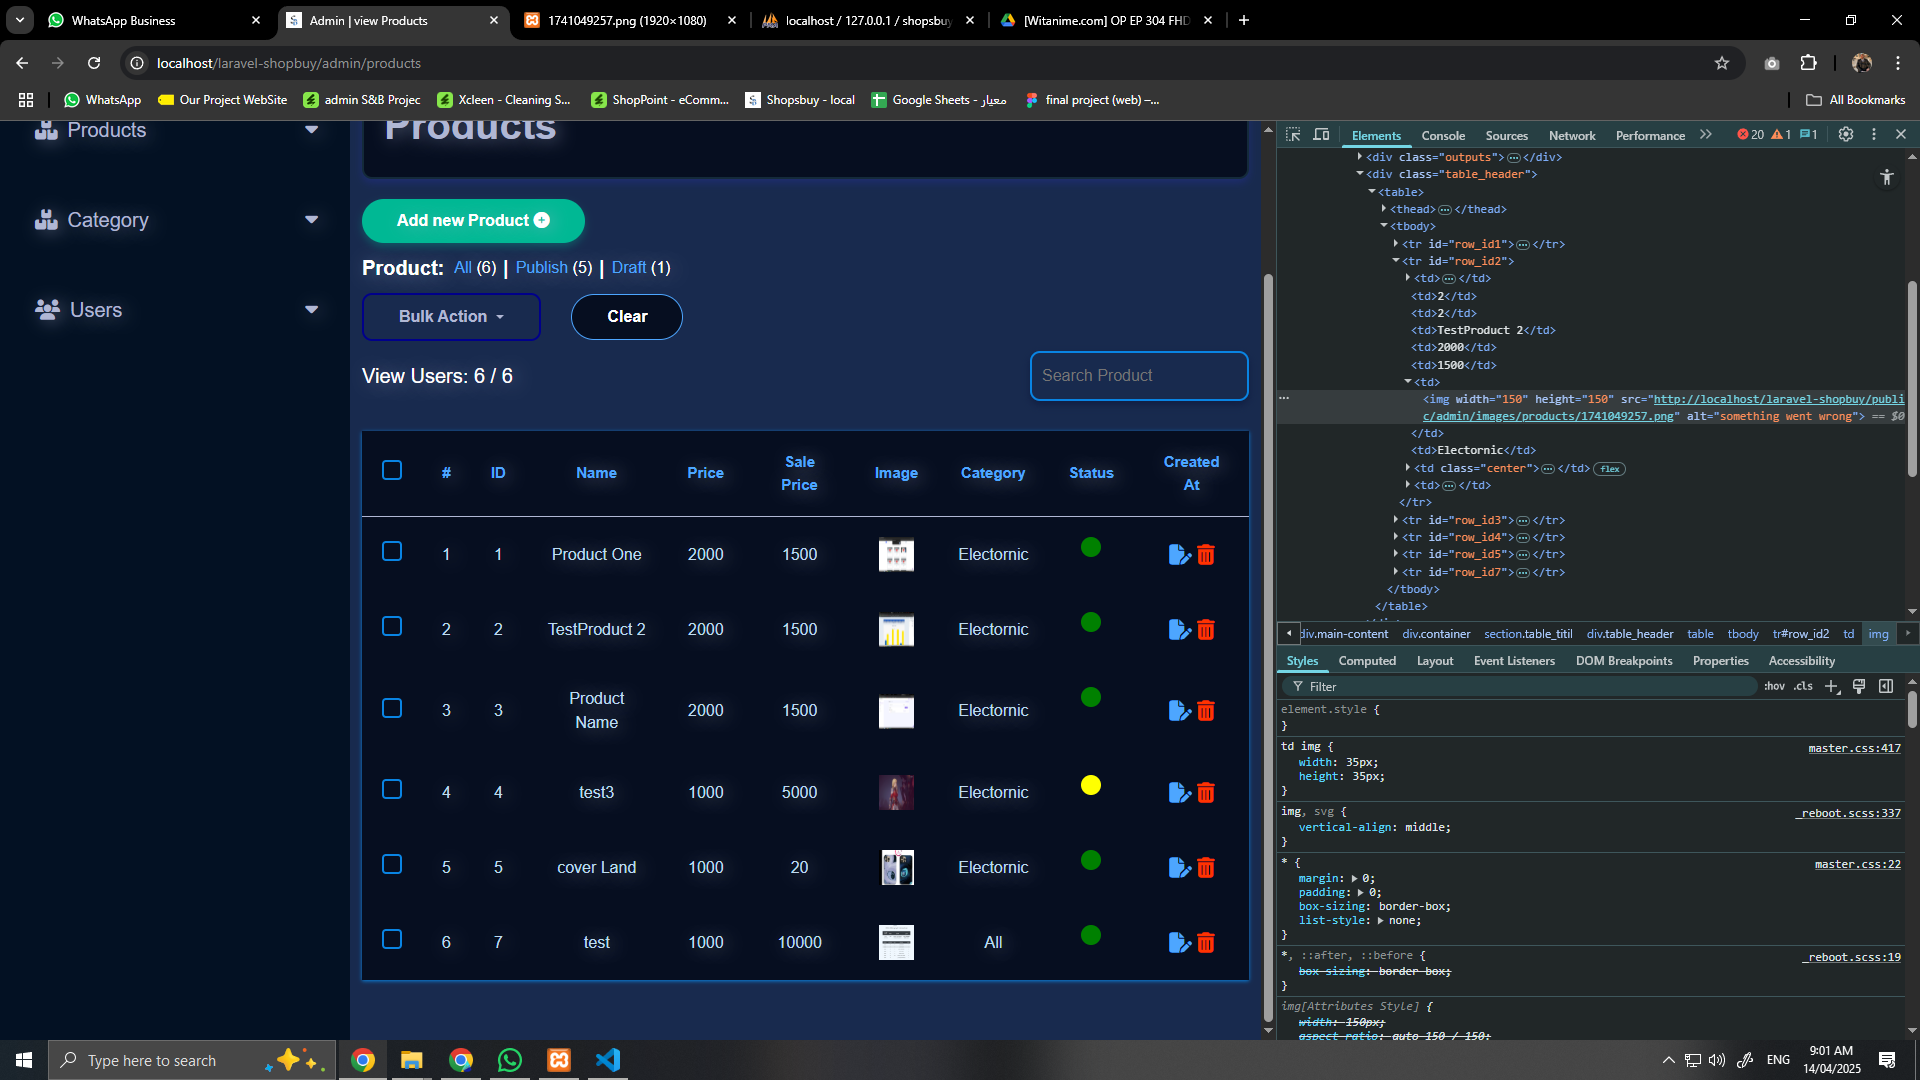 WhatsApp Business
Admin | view Products
1741049257.png (1920×1080)
localhost / 127.0.0.1 / shopsbuy
[Witanime.com] OP EP 304 FHD
localhost/laravel-shopbuy/admin/products
WhatsApp
Our Project WebSite
admin S&B Projec
Xcleen - Cleaning S...
ShopPoint - eComm...
Shopsbuy - local
Google Sheets - معيار
final project (web) –...
All Bookmarks
Products
Category
Users
Products
Add new Product
Product: All (6) | Publish (5) | Draft (1)
Bulk Action
Clear
View Users: 6 / 6
Search Product
# ID Name Price Sale Price Image Category Status Created At
1 1 Product One 2000 1500 Electornic
2 2 TestProduct 2 2000 1500 Electornic
3 3 Product Name 2000 1500 Electornic
4 4 test3 1000 5000 Electornic
5 5 cover Land 1000 20 Electornic
6 7 test 1000 10000 All
Elements Console Sources Network Performance 20 1 1
<div class="outputs"></div>
<div class="table_header">
<table>
<thead></thead>
<tbody>
<tr id="row_id1"></tr>
<tr id="row_id2">
<td></td>
<td>2</td>
<td>2</td>
<td>TestProduct 2</td>
<td>2000</td>
<td>1500</td>
<td>
<img width="150" height="150" src="http://localhost/laravel-shopbuy/publi
c/admin/images/products/1741049257.png" alt="something went wrong"> == $0
</td>
<td>Electornic</td>
<td class="center"></td> flex
<td></td>
</tr>
<tr id="row_id3"></tr>
<tr id="row_id4"></tr>
<tr id="row_id5"></tr>
<tr id="row_id7"></tr>
</tbody>
</table>
div.main-content div.container section.table_titil div.table_header table tbody tr#row_id2 td img
Styles Computed Layout Event Listeners DOM Breakpoints Properties Accessibility
Filter :hov .cls
element.style {
}
td img { master.css:417
width: 35px;
height: 35px;
}
img, svg { _reboot.scss:337
vertical-align: middle;
}
* { master.css:22
margin: 0;
padding: 0;
box-sizing: border-box;
list-style: none;
}
*, ::after, ::before { _reboot.scss:19
box-sizing: border-box;
}
img[Attributes Style] {
width: 150px;
aspect-ratio: auto 150 / 150;
Type here to search
ENG
9:01 AM
14/04/2025